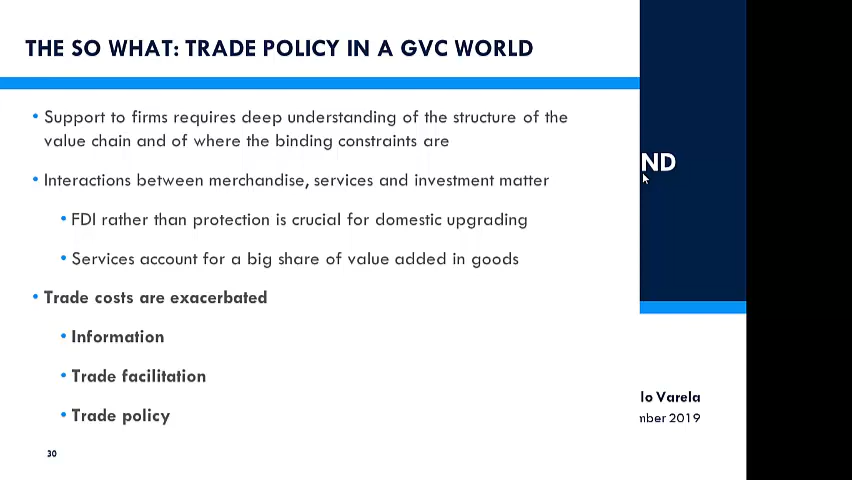 THE SO WHAT: TRADE POLICY IN A GVC WORLD
• Support to firms requires deep understanding of the structure of the
value chain and of where the binding constraints are
• Interactions between merchandise, services and investment matter
• FDI rather than protection is crucial for domestic upgrading
• Services account for a big share of value added in goods
• Trade costs are exacerbated
• Information
• Trade facilitation
• Trade policy
30
ND
lo Varela
mber 2019